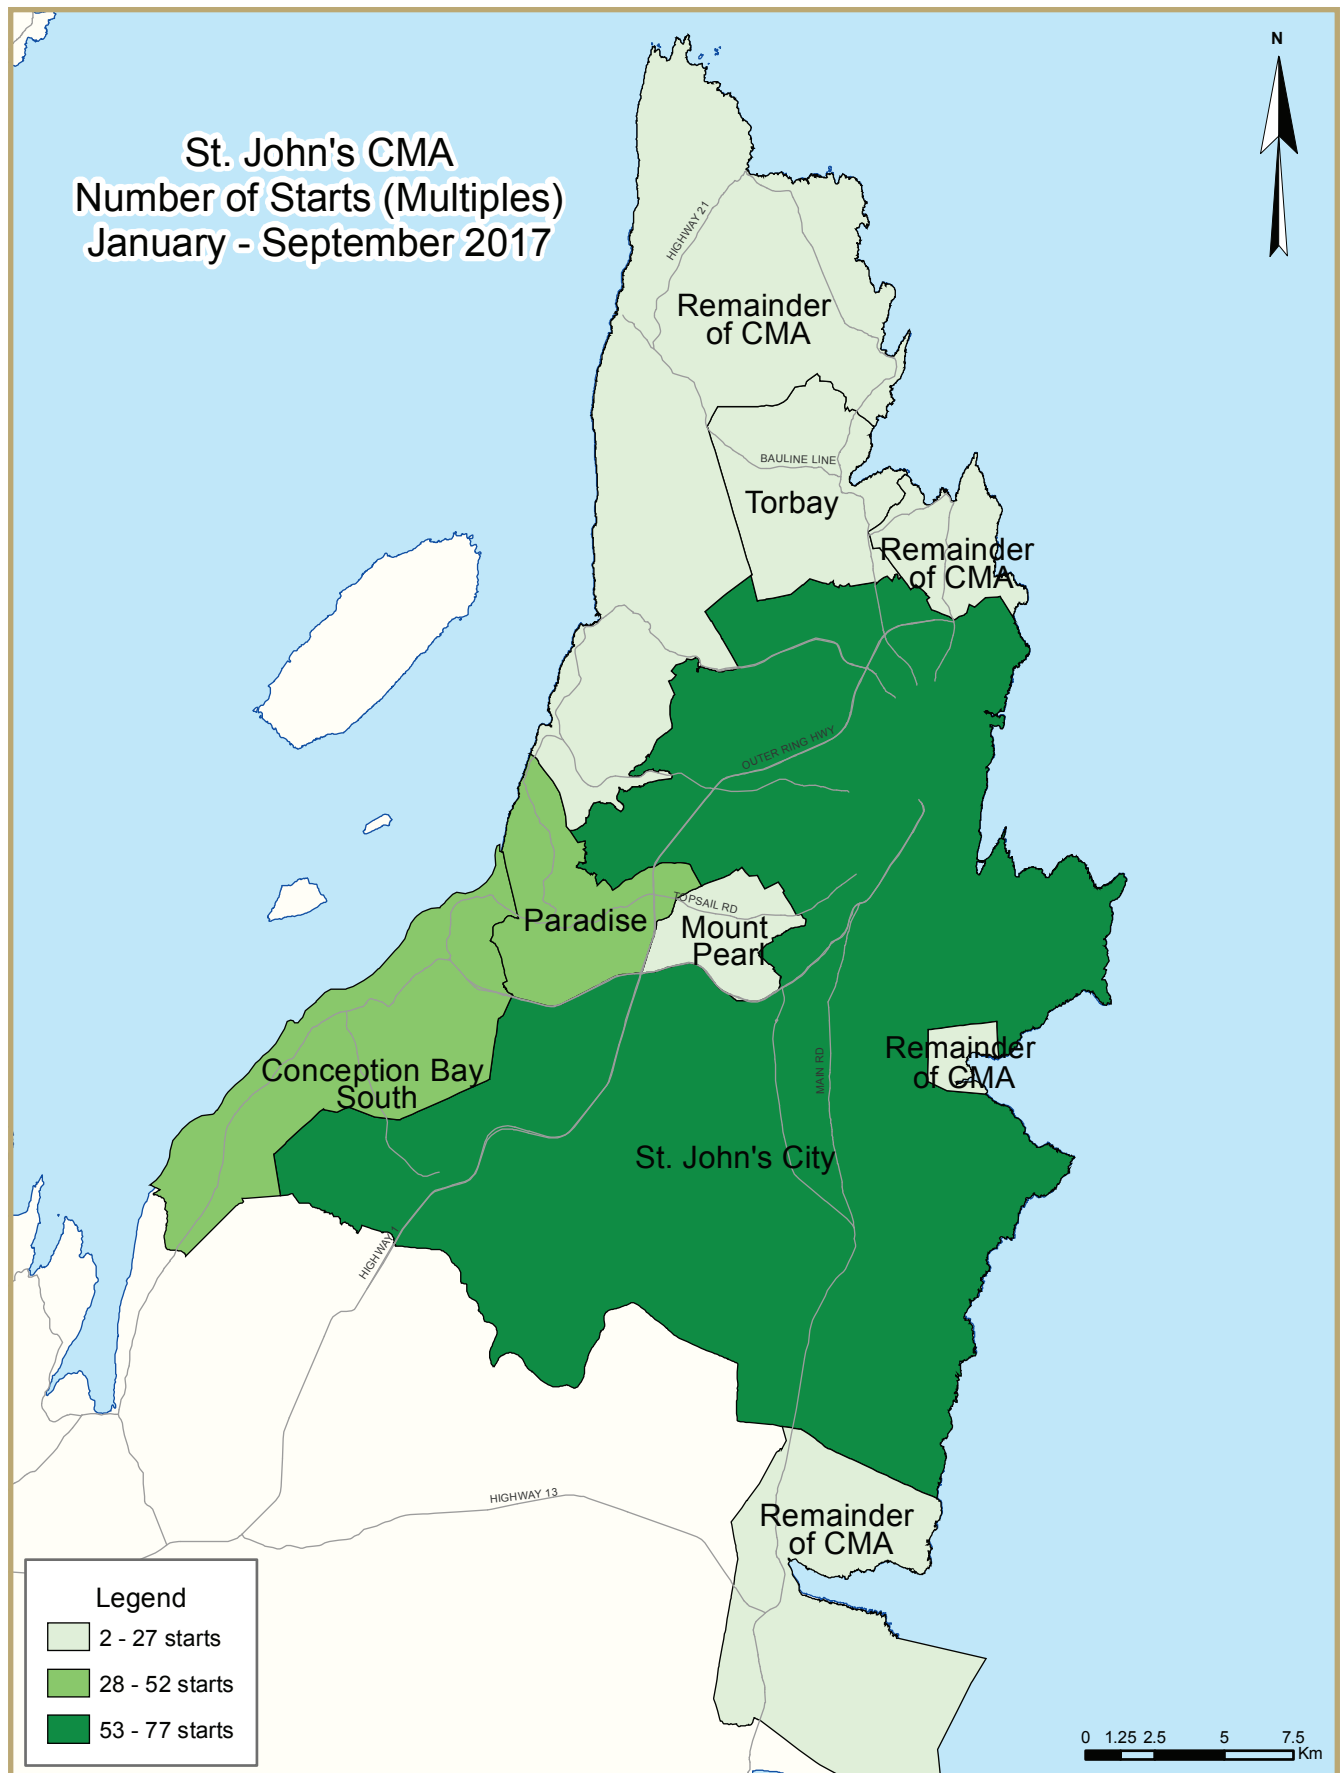 St. John's CMA
Number of Starts (Multiples)
January - September 2017
N
HIGHWAY 21
Remainder
of CMA
BAULINE LINE
Torbay
Remainder
of CMA
OUTER RING HWY
TOPSAIL RD
Paradise
Mount
Pearl
Remainder
of CMA
MAIN RD
Conception Bay
South
St. John's City
HIGHWAY 1
HIGHWAY 13
Remainder
of CMA
Legend
2 - 27 starts
28 - 52 starts
53 - 77 starts
0 1.25 2.5 5 7.5
Km